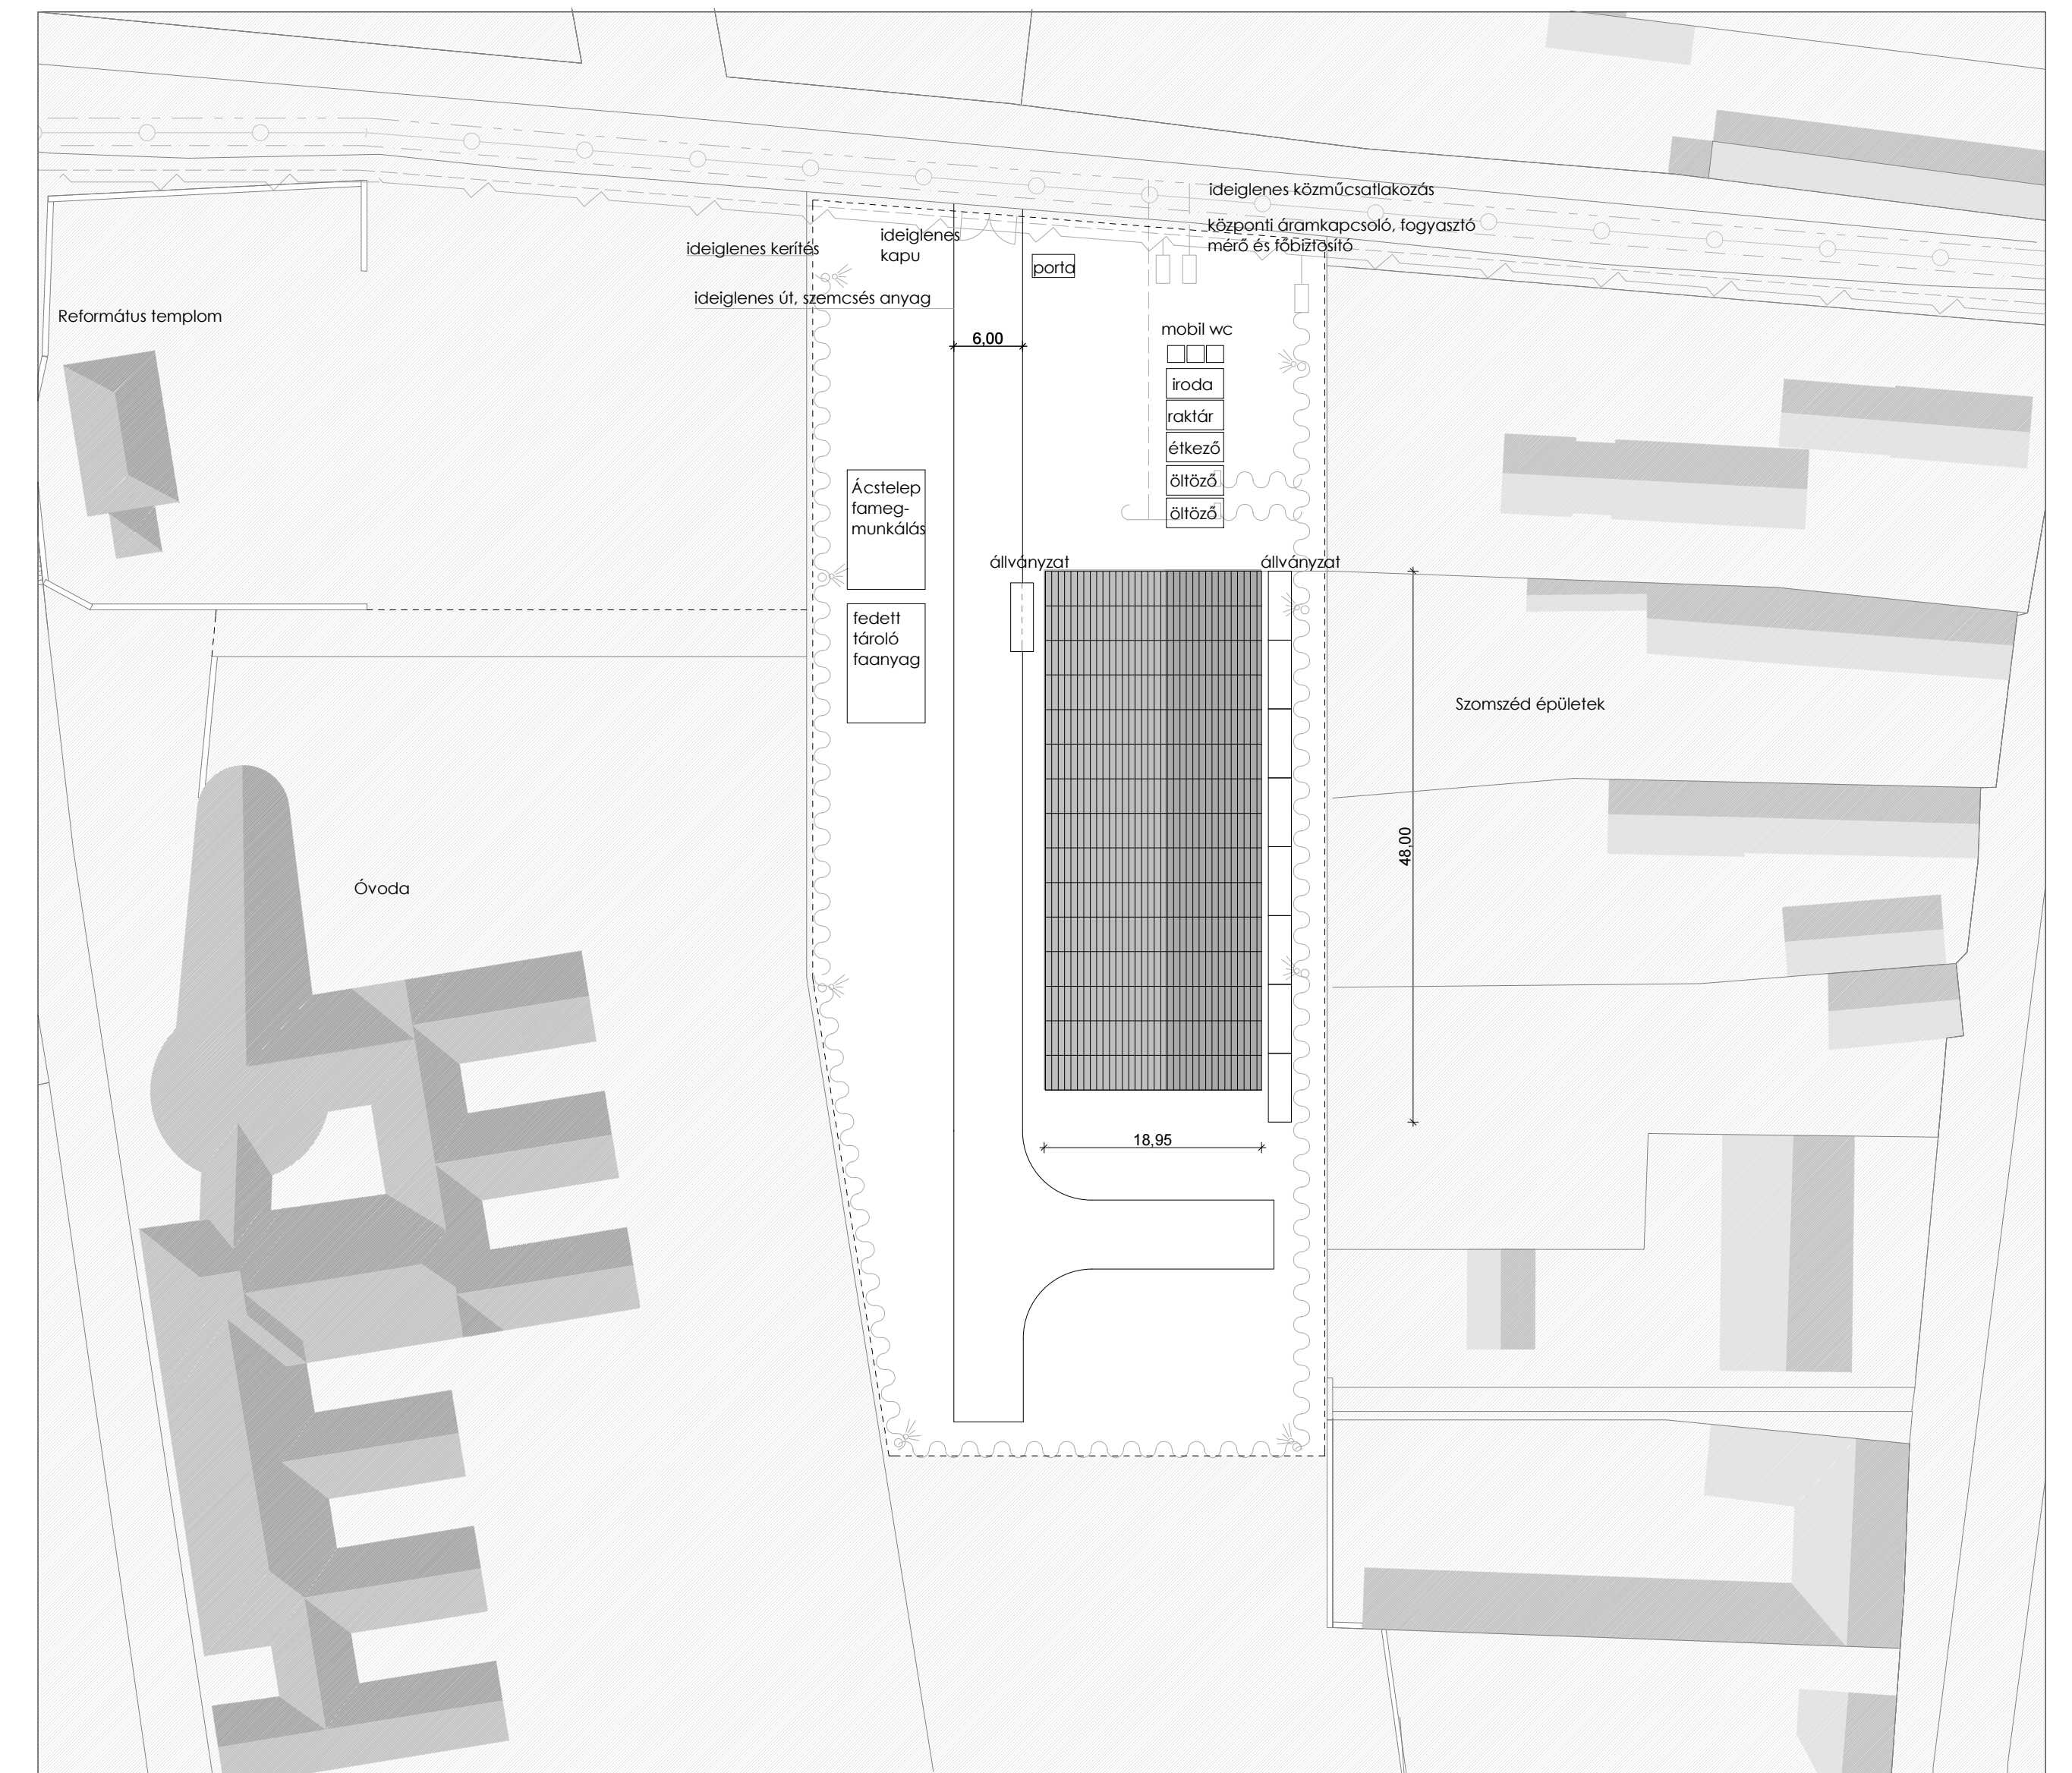 ideiglenes közműcsatlakozás
központi áramkapcsoló, fogyasztó
mérő és főbiztosító
ideiglenes
kapu
ideiglenes kerítés
porta
ideiglenes út, szemcsés anyag
Református templom
6,00
mobil wc
iroda
raktár
étkező
öltöző
öltöző
Ácstelep
fameg-
munkálás
állványzat
állványzat
fedett
tároló
faanyag
Szomszéd épületek
48,00
Óvoda
18,95